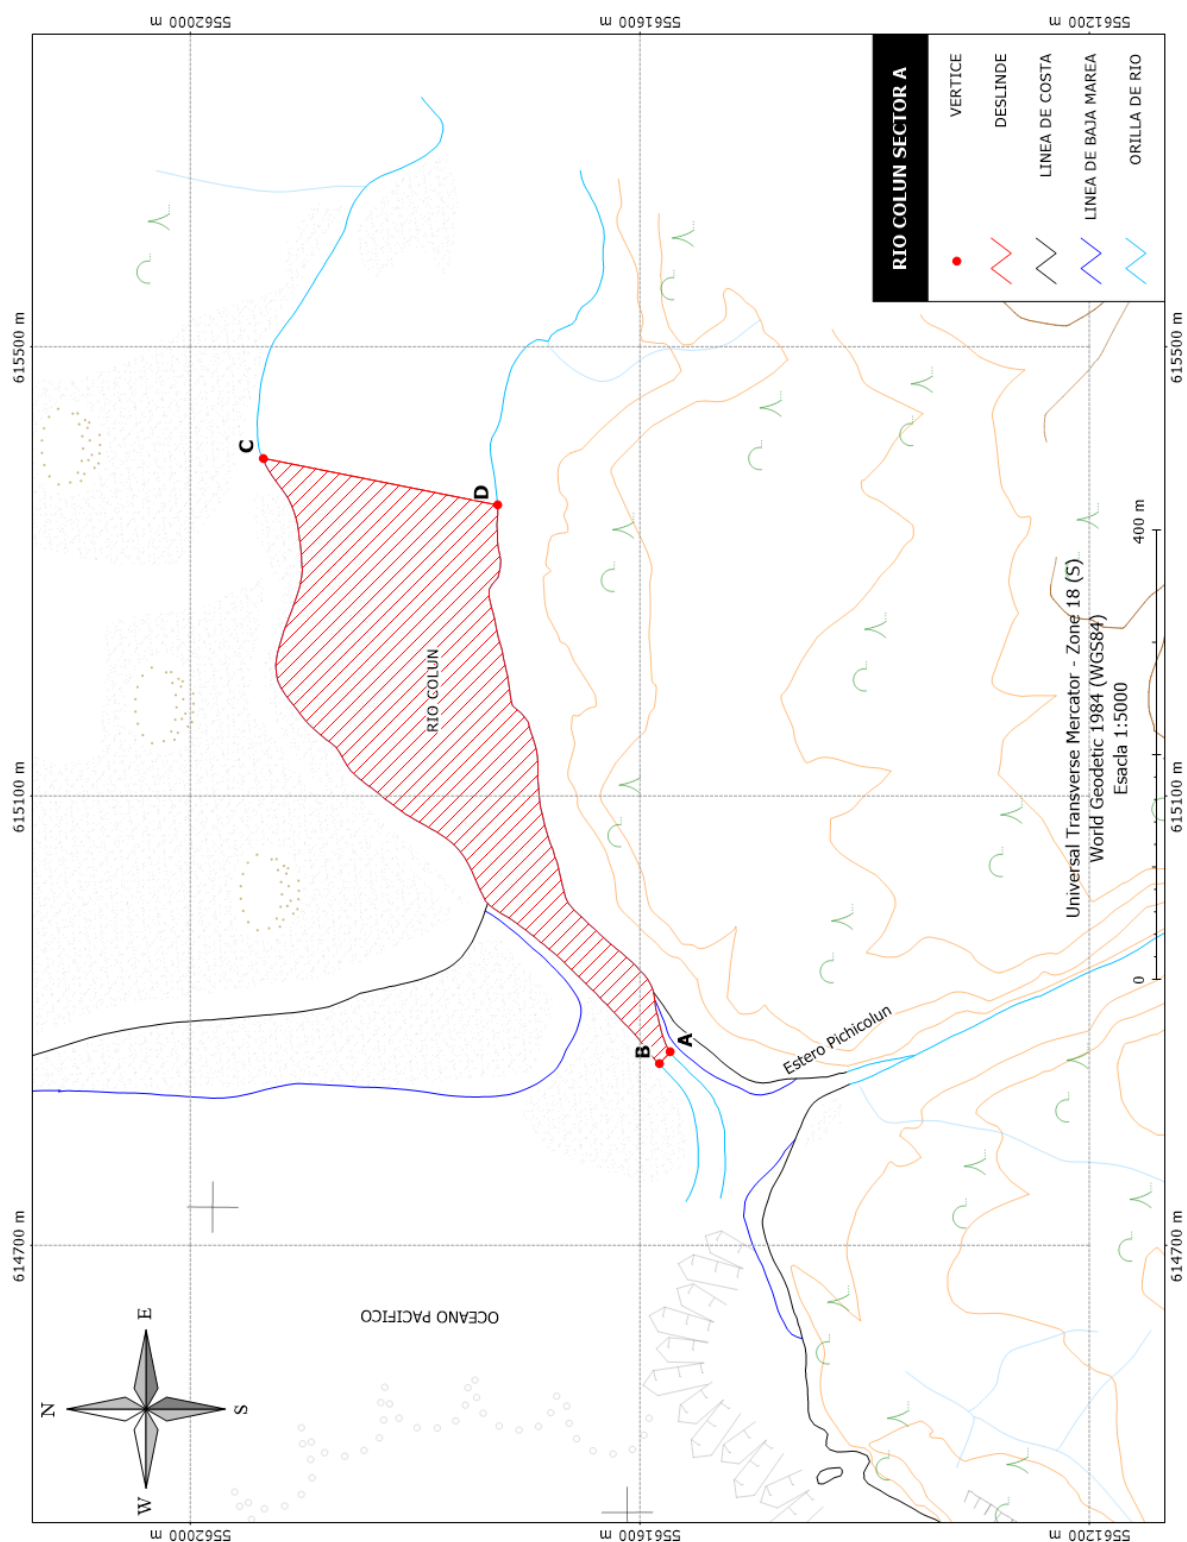 5562000 m
5561600 m
5561200 m
615500 m
615100 m
614700 m
615500 m
615100 m
614700 m
5562000 m
5561600 m
5561200 m
RIO COLUN SECTOR A
VERTICE
DESLINDE
LINEA DE COSTA
LINEA DE BAJA MAREA
ORILLA DE RIO
C
D
B
A
RIO COLUN
Estero Pichicolun
OCEANO PACIFICO
N
E
S
W
0
400 m
Universal Transverse Mercator - Zone 18 (S)
World Geodetic 1984 (WGS84)
Esacla 1:5000